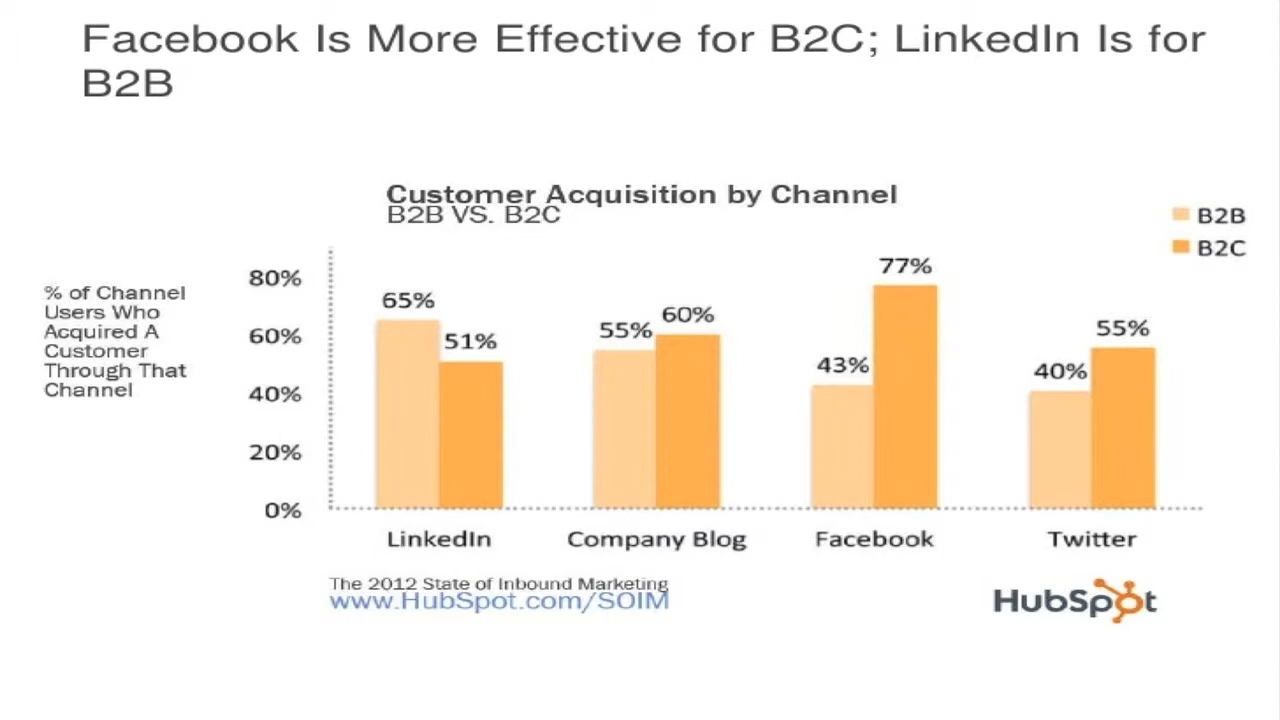 Facebook Is More Effective for B2C; LinkedIn Is for
B2B
Customer Acquisition by Channel
B2B VS. B2C
B2B
B2C
% of Channel
Users Who
Acquired A
Customer
Through That
Channel
80%
60%
40%
20%
0%
65%
51%
55%
60%
43%
77%
40%
55%
LinkedIn
Company Blog
Facebook
Twitter
The 2012 State of Inbound Marketing
www.HubSpot.com/SOIM
HubSpot